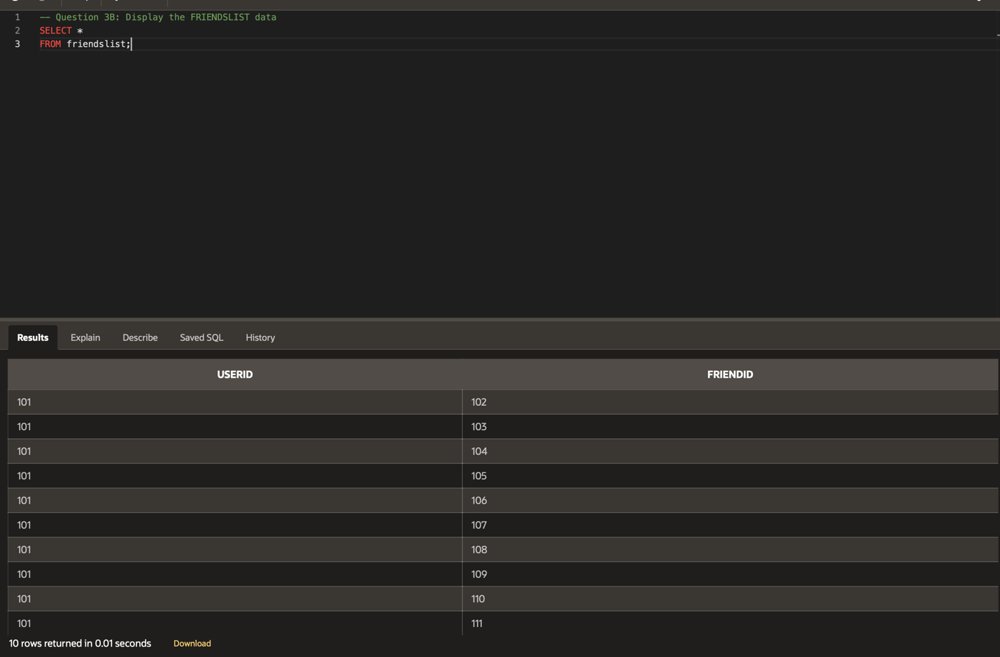 1 -- Question 3B: Display the FRIENDSLIST data
2 SELECT *
3 FROM friendslist;
Results Explain Describe Saved SQL History
USERID FRIENDID
101 102
101 103
101 104
101 105
101 106
101 107
101 108
101 109
101 110
101 111
10 rows returned in 0.01 seconds Download